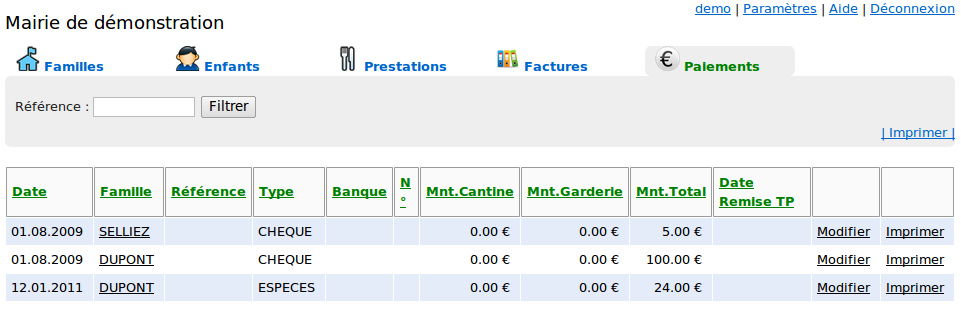 demo | Paramètres | Aide | Déconnexion
Mairie de démonstration
Familles Enfants Prestations Factures Paiements
Référence : Filtrer
| Imprimer |
Date Famille Référence Type Banque N° Mnt.Cantine Mnt.Garderie Mnt.Total Date Remise TP
01.08.2009 SELLIEZ CHEQUE 0.00 € 0.00 € 5.00 € Modifier Imprimer
01.08.2009 DUPONT CHEQUE 0.00 € 0.00 € 100.00 € Modifier Imprimer
12.01.2011 DUPONT ESPECES 0.00 € 0.00 € 24.00 € Modifier Imprimer